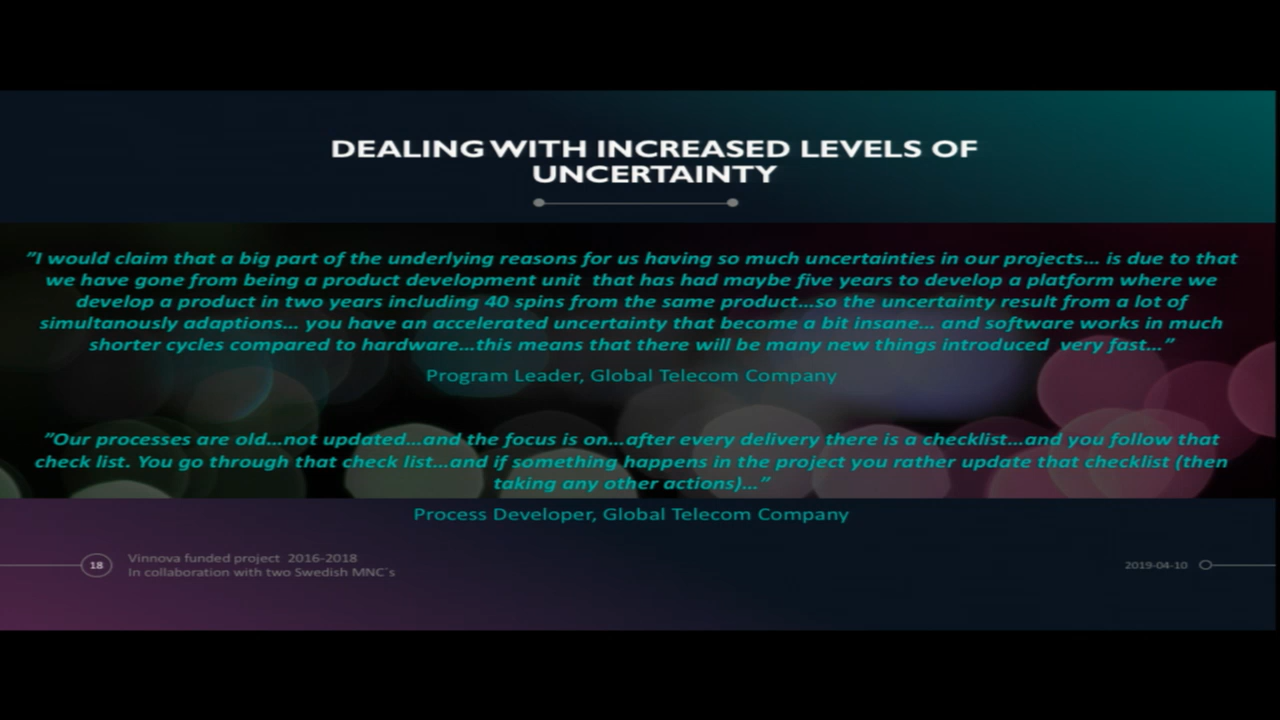 DEALING WITH INCREASED LEVELS OF
UNCERTAINTY
”I would claim that a big part of the underlying reasons for us having so much uncertainties in our projects… is due to that
we have gone from being a product development unit  that has had maybe five years to develop a platform where we
develop a product in two years including 40 spins from the same product…so the uncertainty result from a lot of
simultanously adaptions… you have an accelerated uncertainty that become a bit insane… and software works in much
shorter cycles compared to hardware…this means that there will be many new things introduced  very fast…”
Program Leader, Global Telecom Company
”Our processes are old…not updated…and the focus is on…after every delivery there is a checklist…and you follow that
check list. You go through that check list…and if something happens in the project you rather update that checklist (then
taking any other actions)…”
Process Developer, Global Telecom Company
18
Vinnova funded project  2016-2018
In collaboration with two Swedish MNC´s
2019-04-10